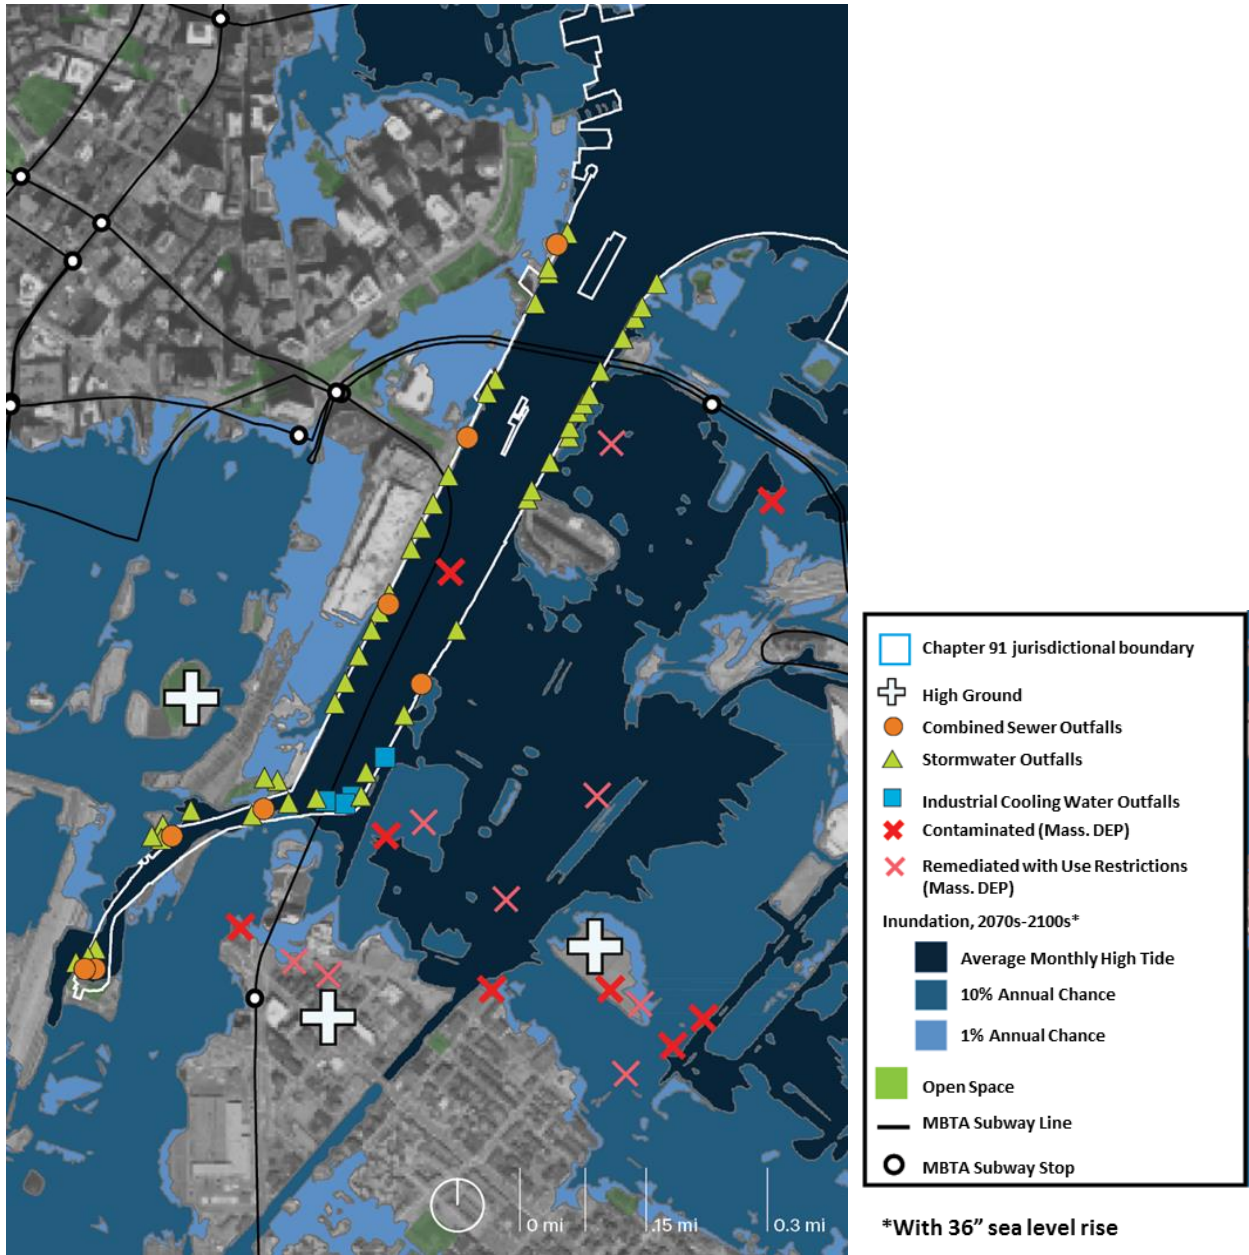 Chapter 91 jurisdictional boundary
High Ground
Combined Sewer Outfalls
Stormwater Outfalls
Industrial Cooling Water Outfalls
Contaminated (Mass. DEP)
Remediated with Use Restrictions
(Mass. DEP)
Inundation, 2070s-2100s*
Average Monthly High Tide
10% Annual Chance
1% Annual Chance
Open Space
MBTA Subway Line
MBTA Subway Stop
0 mi
.15 mi
0.3 mi
*With 36” sea level rise